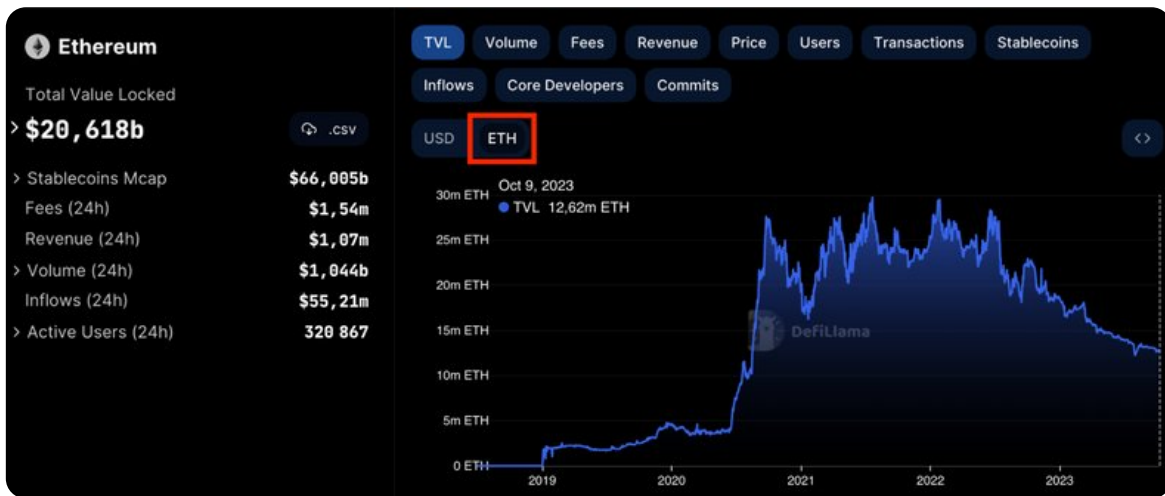 Ethereum
Total Value Locked
$20,618b
.csv
Stablecoins Mcap $66,005b
Fees (24h) $1,54m
Revenue (24h) $1,07m
Volume (24h) $1,044b
Inflows (24h) $55,21m
Active Users (24h) 320 867
TVL Volume Fees Revenue Price Users Transactions Stablecoins
Inflows Core Developers Commits
USD ETH
Oct 9, 2023
TVL 12,62m ETH
30m ETH
25m ETH
20m ETH
15m ETH
10m ETH
5m ETH
0 ETH
DefiLlama
2019 2020 2021 2022 2023